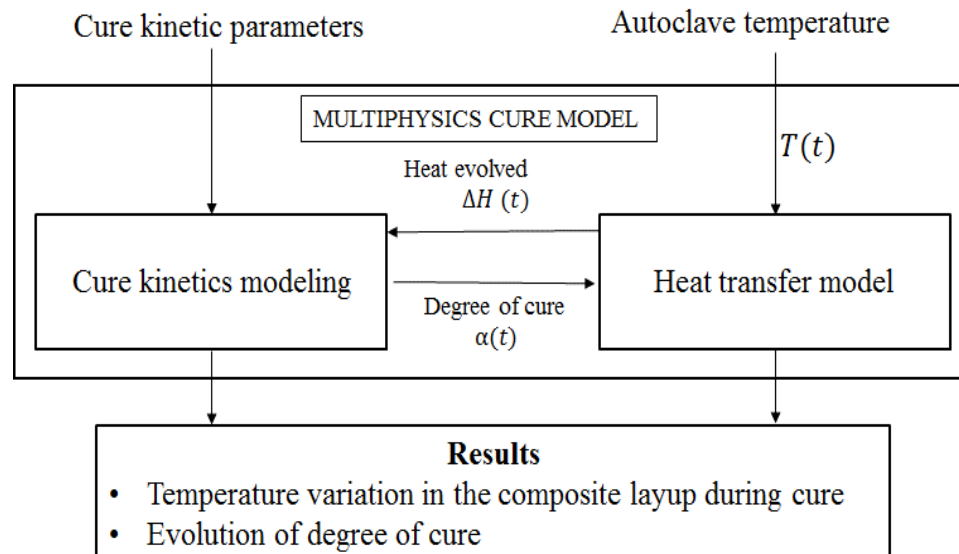 Cure kinetic parameters
Autoclave temperature
MULTIPHYSICS CURE MODEL
T(t)
Heat evolved
ΔH (t)
Cure kinetics modeling
Heat transfer model
Degree of cure
α(t)
Results
• Temperature variation in the composite layup during cure
• Evolution of degree of cure